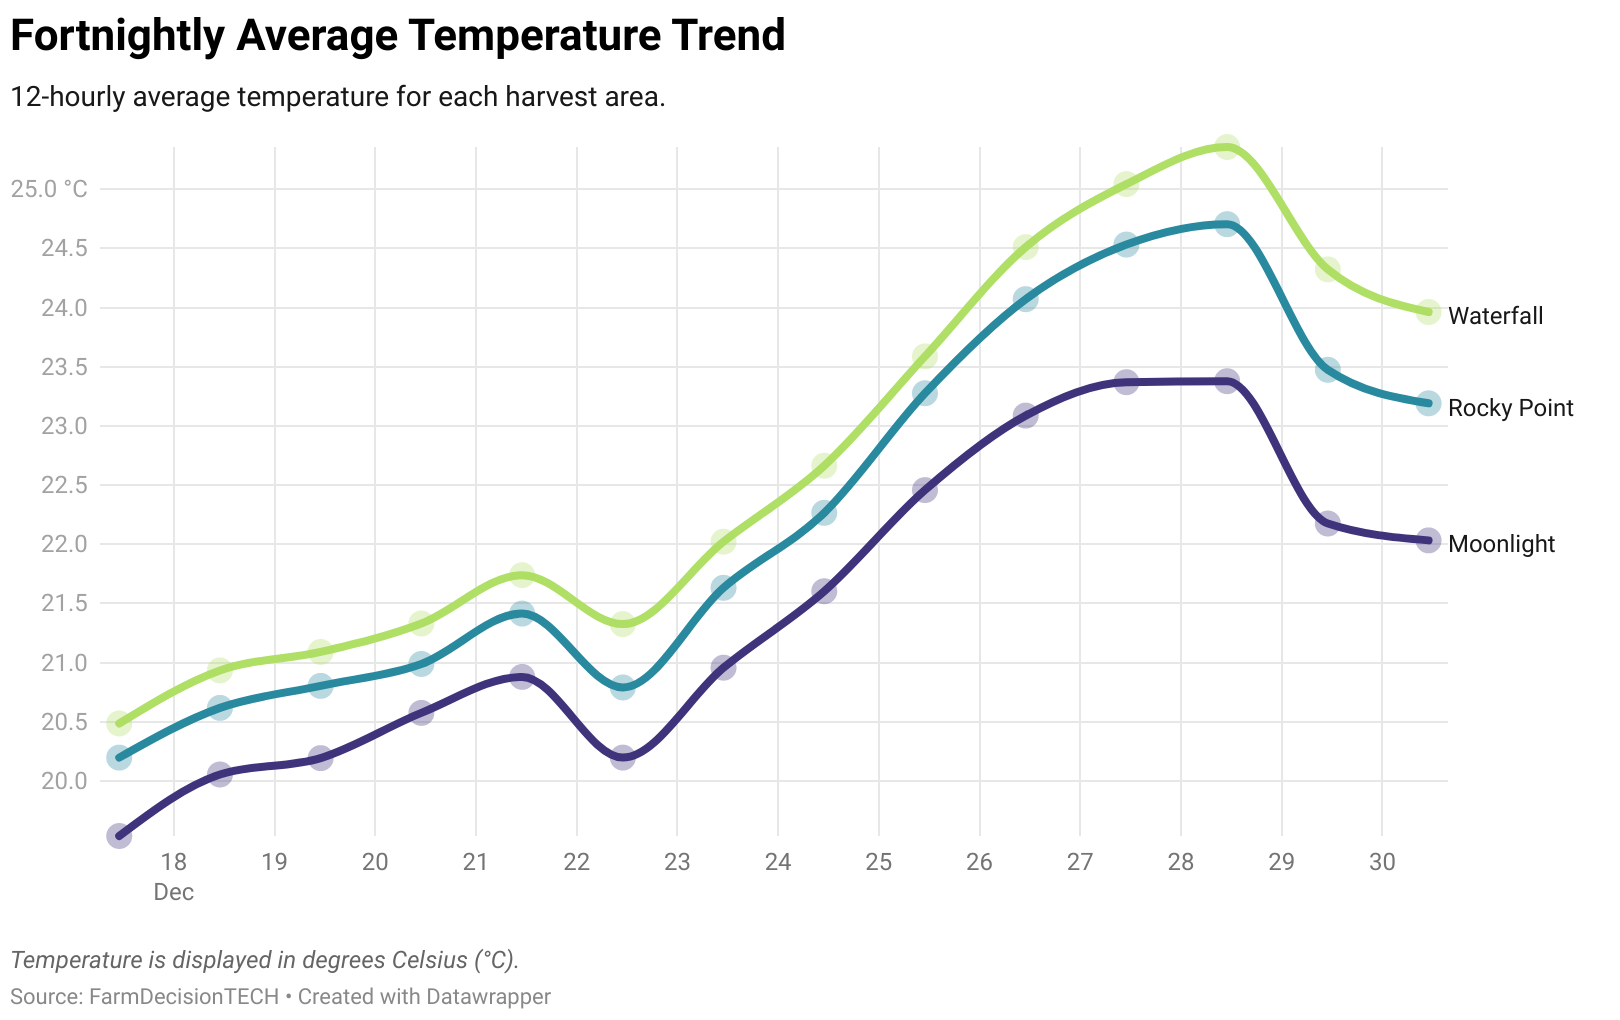 Fortnightly Average Temperature Trend
12-hourly average temperature for each harvest area.
25.0 °C
24.5
24.0
23.5
23.0
22.5
22.0
21.5
21.0
20.5
20.0
Waterfall
Rocky Point
Moonlight
18 19 20 21 22 23 24 25 26 27 28 29 30
Dec
Temperature is displayed in degrees Celsius (°C).
Source: FarmDecisionTECH • Created with Datawrapper